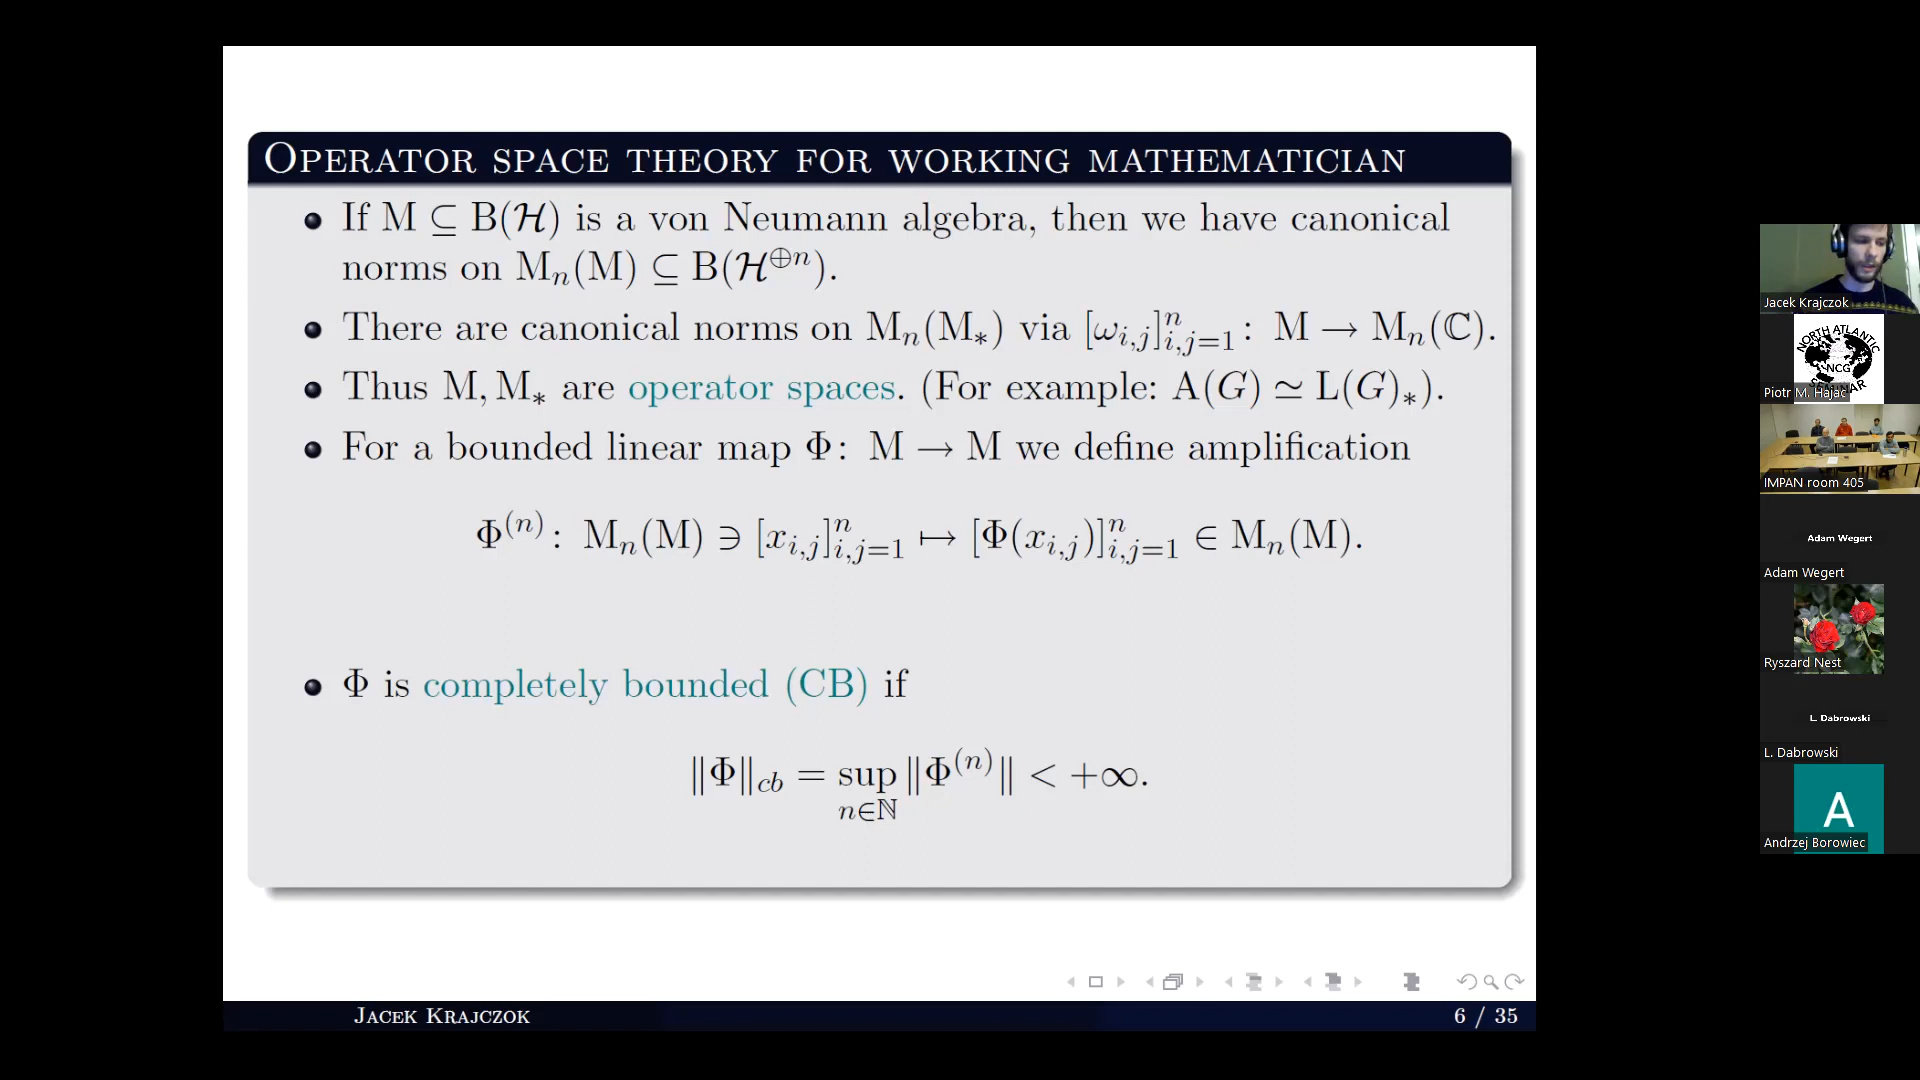 OPERATOR SPACE THEORY FOR WORKING MATHEMATICIAN
If M ⊆ B(ℋ) is a von Neumann algebra, then we have canonical
norms on Mₙ(M) ⊆ B(ℋ^{⊕n}).
There are canonical norms on Mₙ(M_*) via [ω_{i,j}]^n_{i,j=1}: M → Mₙ(ℂ).
Thus M, M_* are operator spaces. (For example: A(G) ≃ L(G)_*).
For a bounded linear map Φ: M → M we define amplification
Φ^{(n)}: Mₙ(M) ∋ [x_{i,j}]^n_{i,j=1} ↦ [Φ(x_{i,j})]^n_{i,j=1} ∈ Mₙ(M).
Φ is completely bounded (CB) if
‖Φ‖_{cb} = sup_{n∈ℕ} ‖Φ^{(n)}‖ < +∞.
JACEK KRAJCZOK
6 / 35
Jacek Krajczok
NORTH ATLANTIC
NCG
SEMINAR
Piotr M. Hajac
IMPAN room 405
Adam Wegert
Adam Wegert
Ryszard Nest
L. Dabrowski
L. Dabrowski
A
Andrzej Borowiec